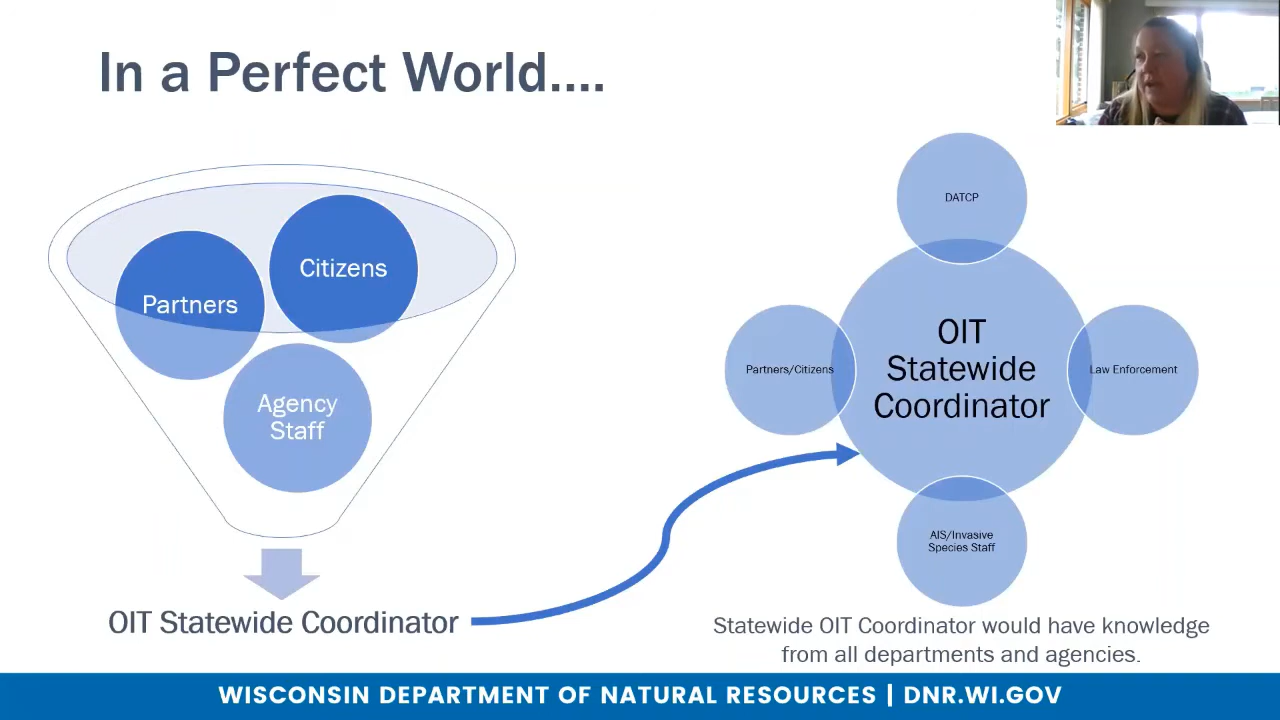 In a Perfect World....
Citizens
Partners
Agency
Staff
OIT Statewide Coordinator
DATCP
OIT
Statewide
Coordinator
Partners/Citizens
Law Enforcement
AIS/Invasive
Species Staff
Statewide OIT Coordinator would have knowledge
from all departments and agencies.
WISCONSIN DEPARTMENT OF NATURAL RESOURCES | DNR.WI.GOV